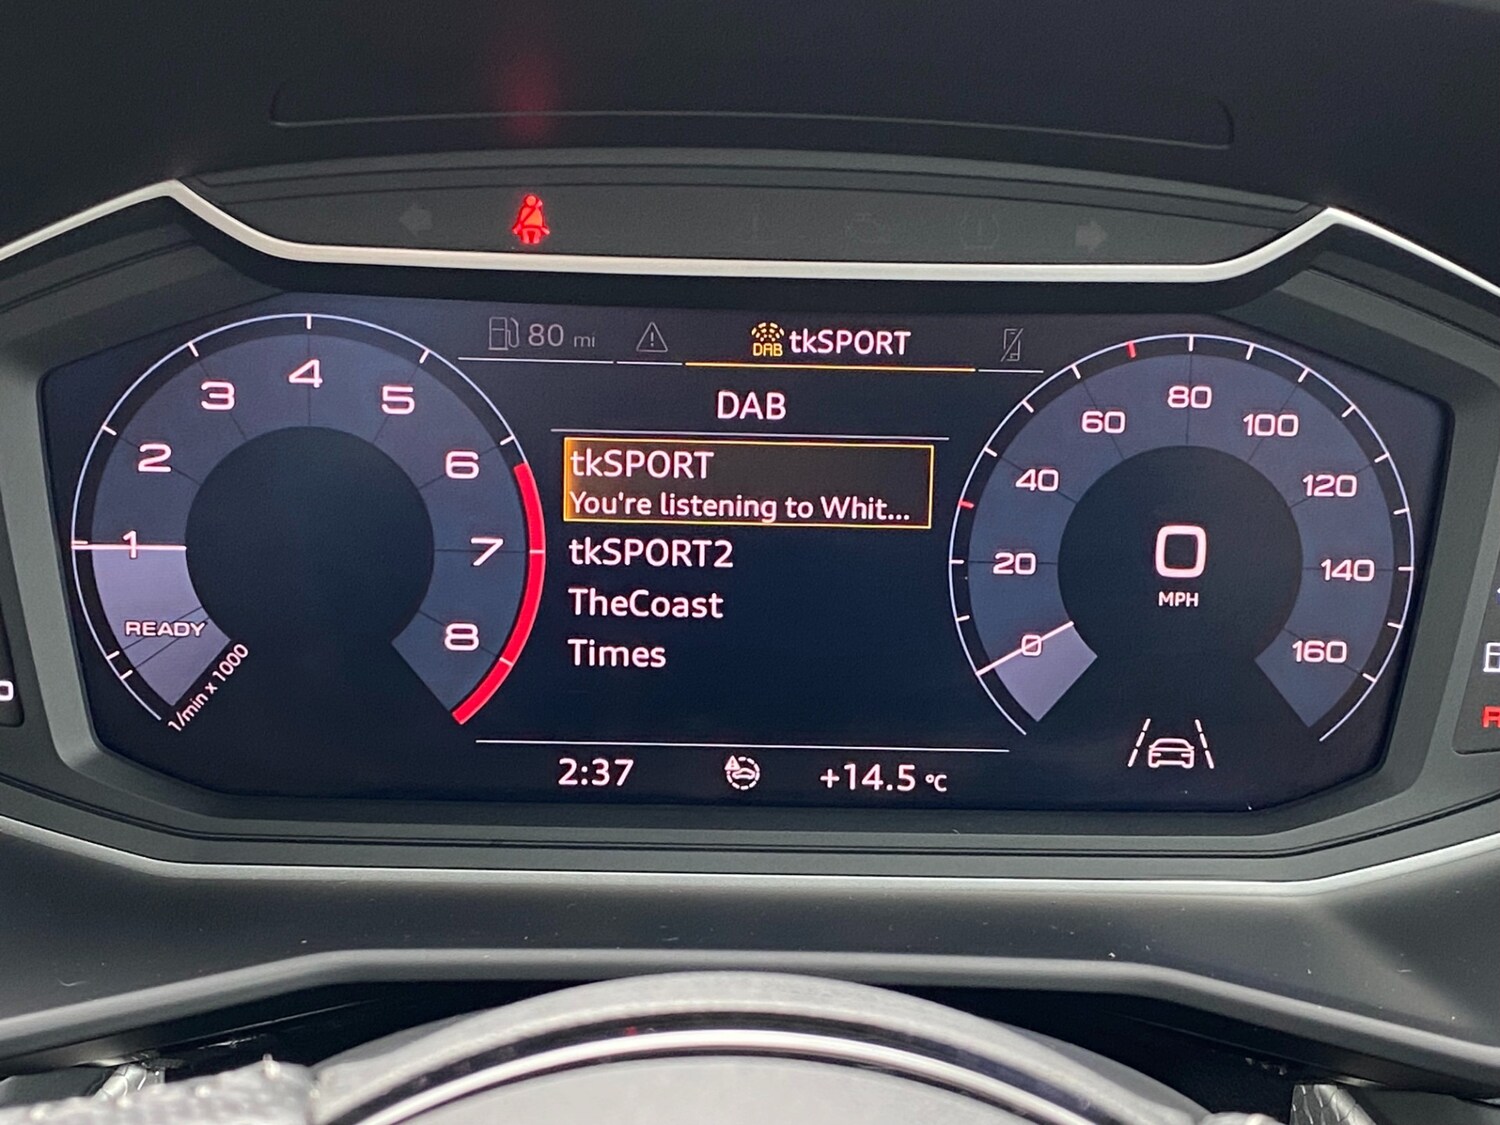 80 mi
DAB tkSPORT
DAB
tkSPORT
You're listening to Whit...
tkSPORT2
TheCoast
Times
2:37
+14.5 °C
1
2
3
4
5
6
7
8
READY
1/min x 1000
0
20
40
60
80
100
120
140
160
0
MPH